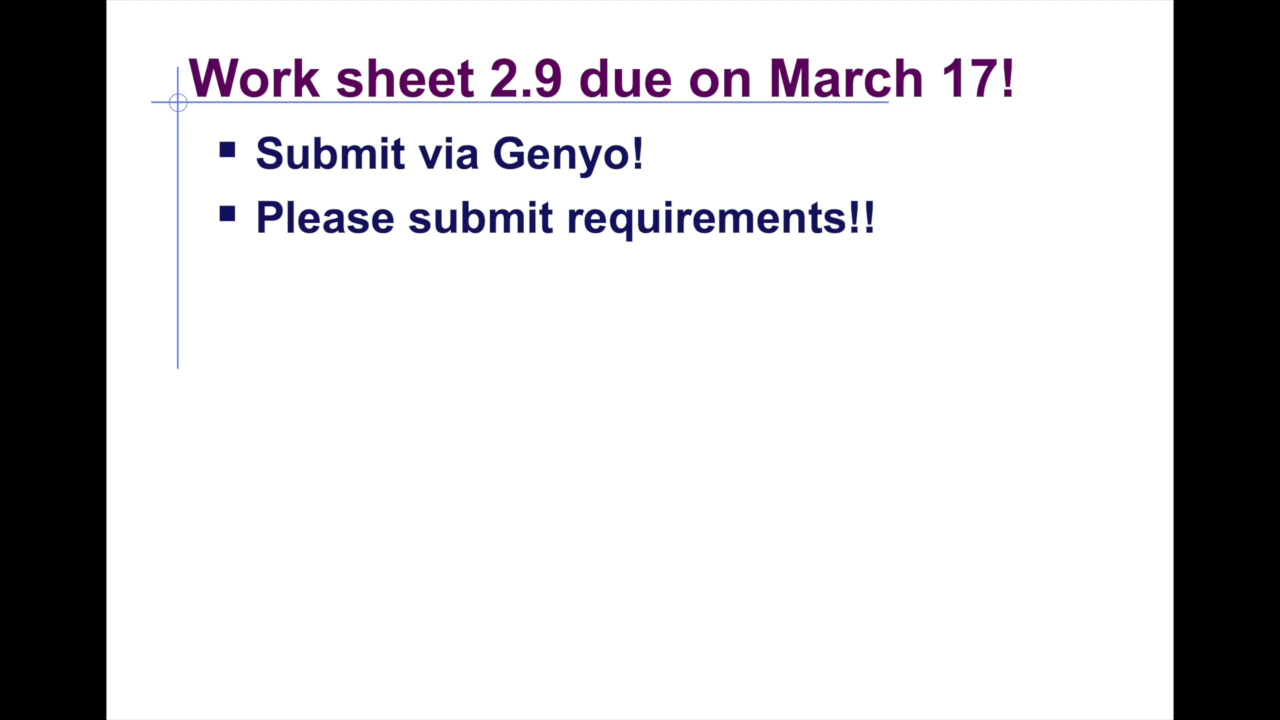 Work sheet 2.9 due on March 17!
Submit via Genyo!
Please submit requirements!!